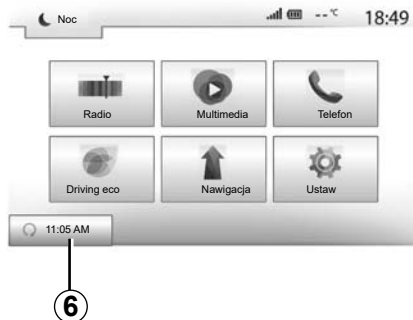 Noc
--°C 18:49
Radio Multimedia Telefon
Driving eco Nawigacja Ustaw
11:05 AM
6